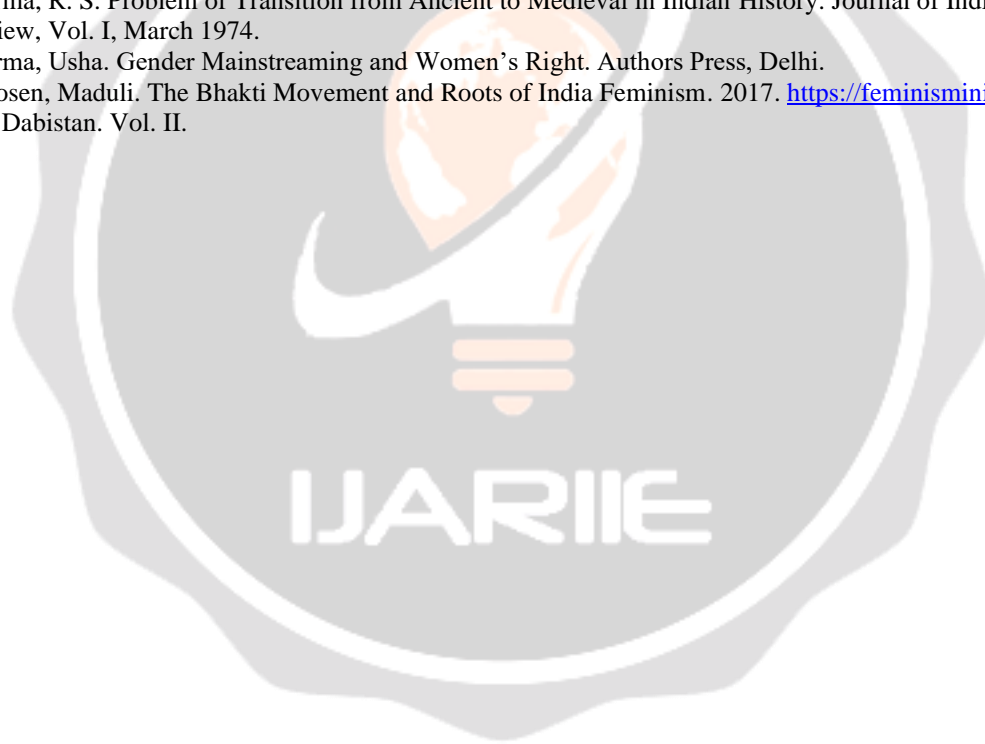 ma, R. S. Problem of Transition from Ancient to Medieval in Indian History. Journal of Indi
iew, Vol. I, March 1974.
rma, Usha. Gender Mainstreaming and Women's Right. Authors Press, Delhi.
osen, Maduli. The Bhakti Movement and Roots of India Feminism. 2017. https://feminismini
Dabistan. Vol. II.
IJARIIE